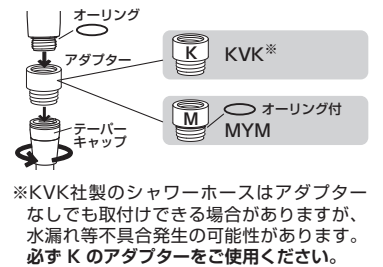 オーリング
アダプター
K
KVK※
M
オーリング付
MYM
テーパー
キャップ
※KVK社製のシャワーホースはアダプター
なしでも取付けできる場合がありますが、
水漏れ等不具合発生の可能性があります。
必ず K のアダプターをご使用ください。